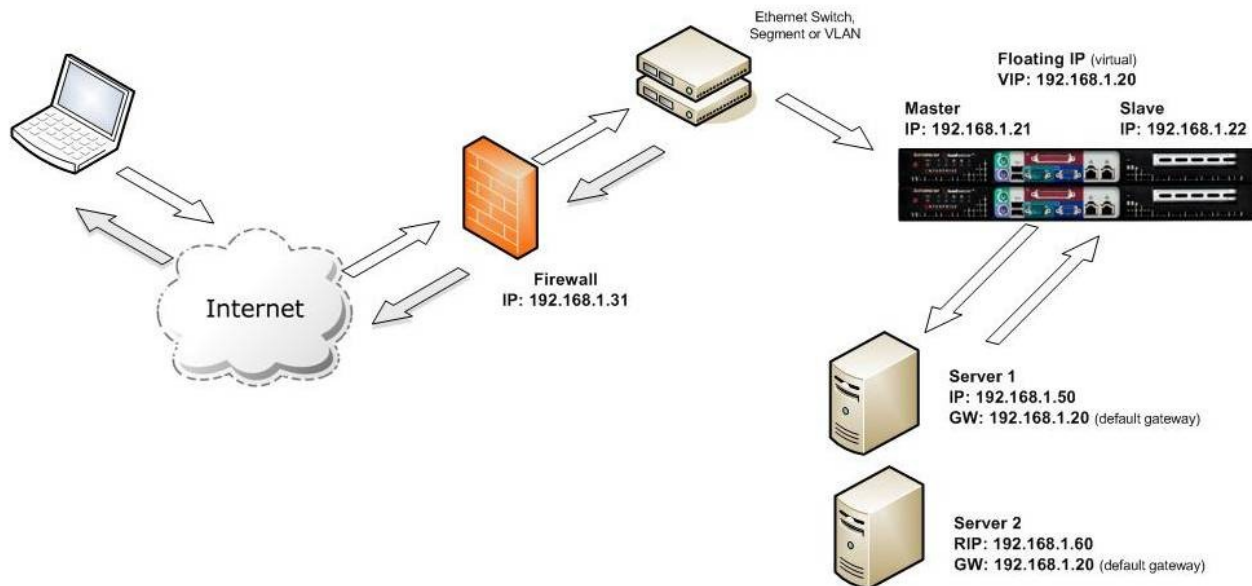 Ethernet Switch,
Segment or VLAN
Floating IP (virtual)
VIP: 192.168.1.20
Master
IP: 192.168.1.21
Slave
IP: 192.168.1.22
Firewall
IP: 192.168.1.31
Internet
Server 1
IP: 192.168.1.50
GW: 192.168.1.20 (default gateway)
Server 2
RIP: 192.168.1.60
GW: 192.168.1.20 (default gateway)